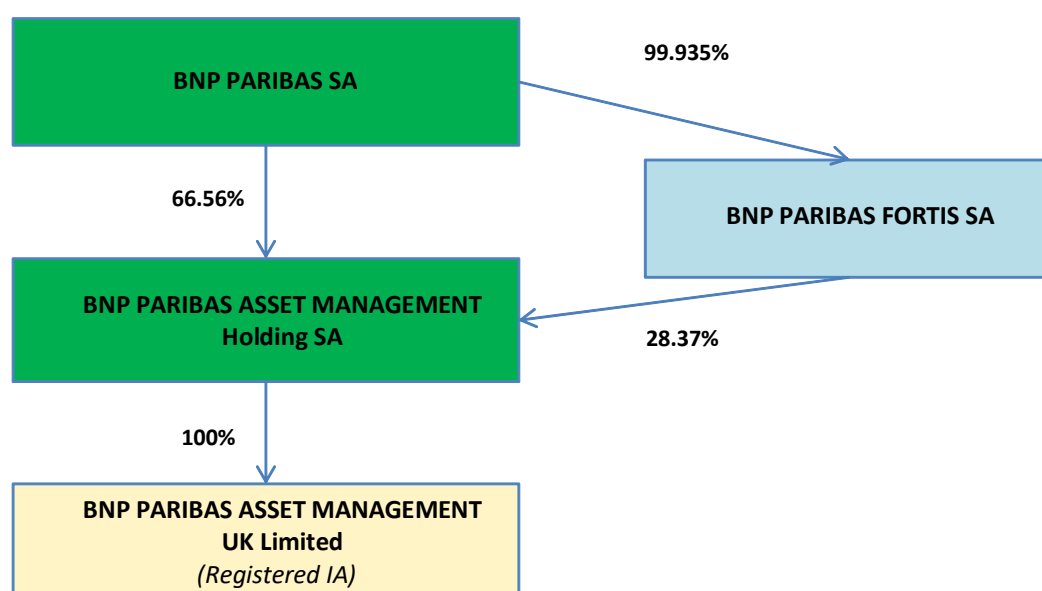 BNP PARIBAS SA
99.935%
66.56%
BNP PARIBAS FORTIS SA
BNP PARIBAS ASSET MANAGEMENT
Holding SA
28.37%
100%
BNP PARIBAS ASSET MANAGEMENT
UK Limited
(Registered IA)